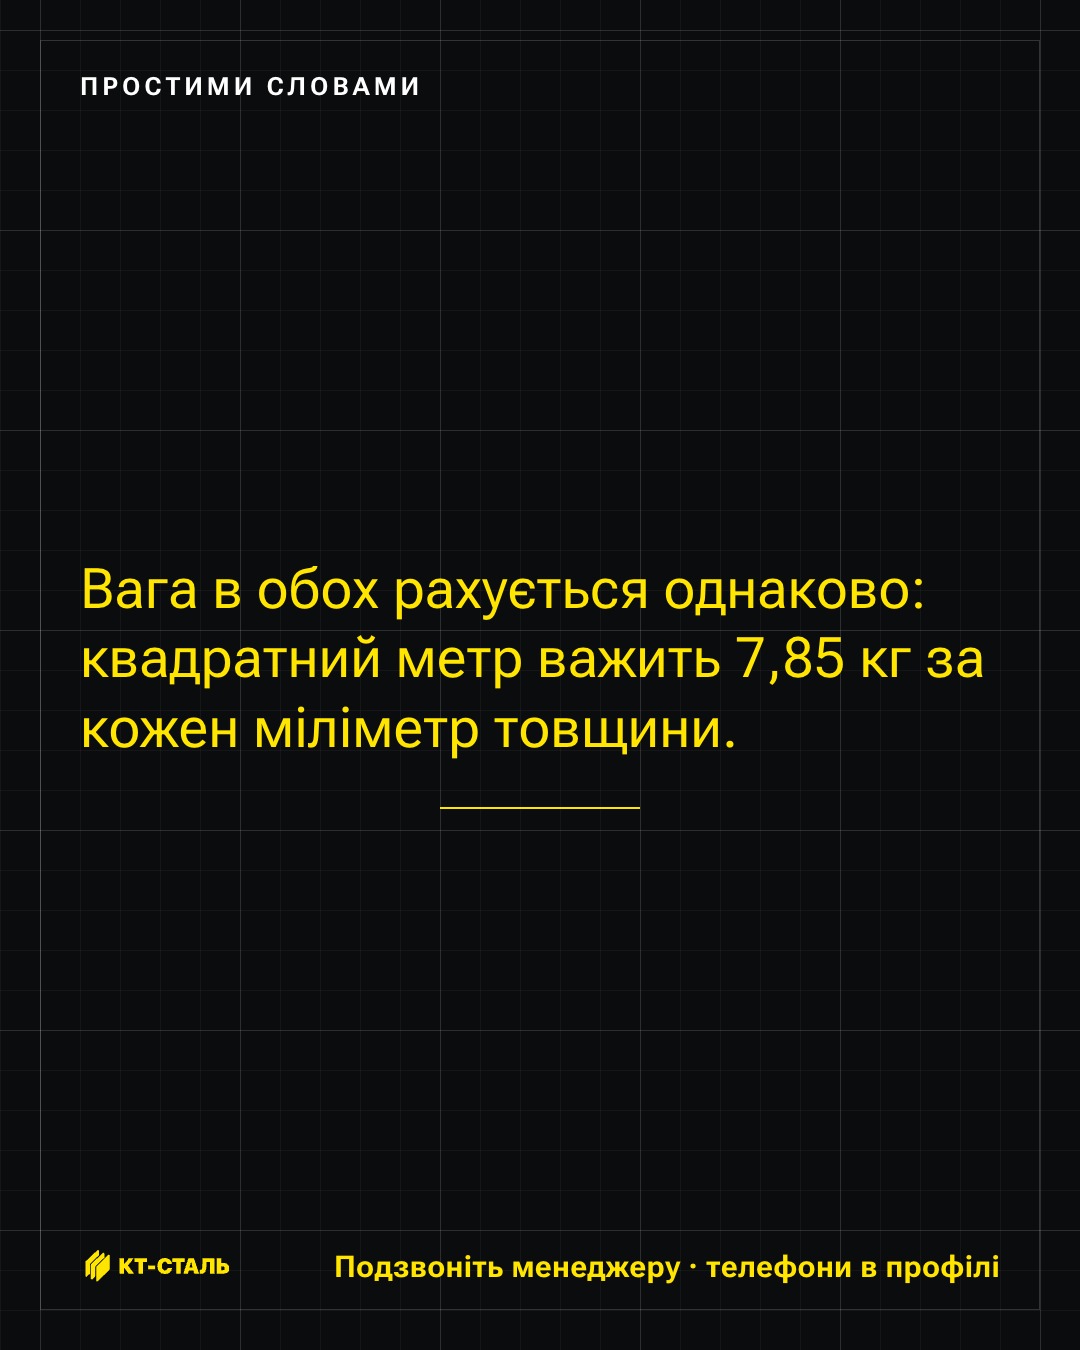 ПРОСТИМИ СЛОВАМИ
Вага в обох рахується однаково:
квадратний метр важить 7,85 кг за
кожен міліметр товщини.
КТ-СТАЛЬ
Подзвоніть менеджеру · телефони в профілі